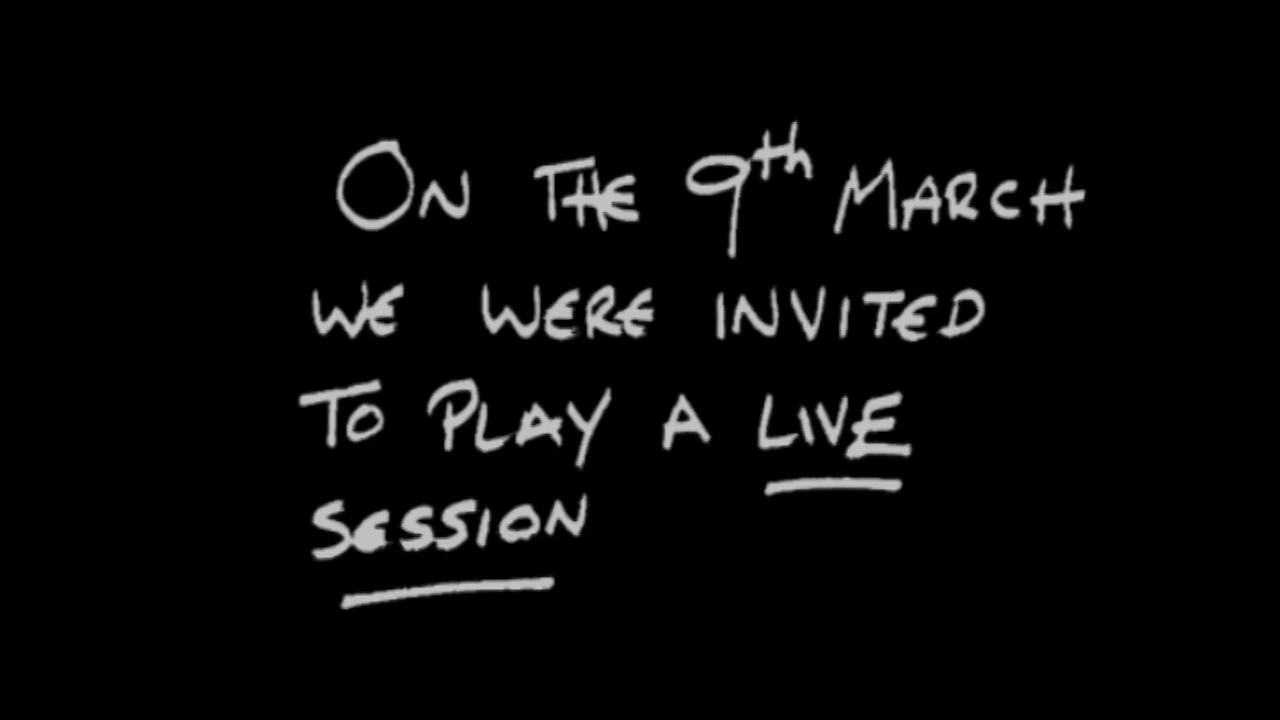 ON THE 9th MARCH
WE WERE INVITED
TO PLAY A LIVE
SESSION